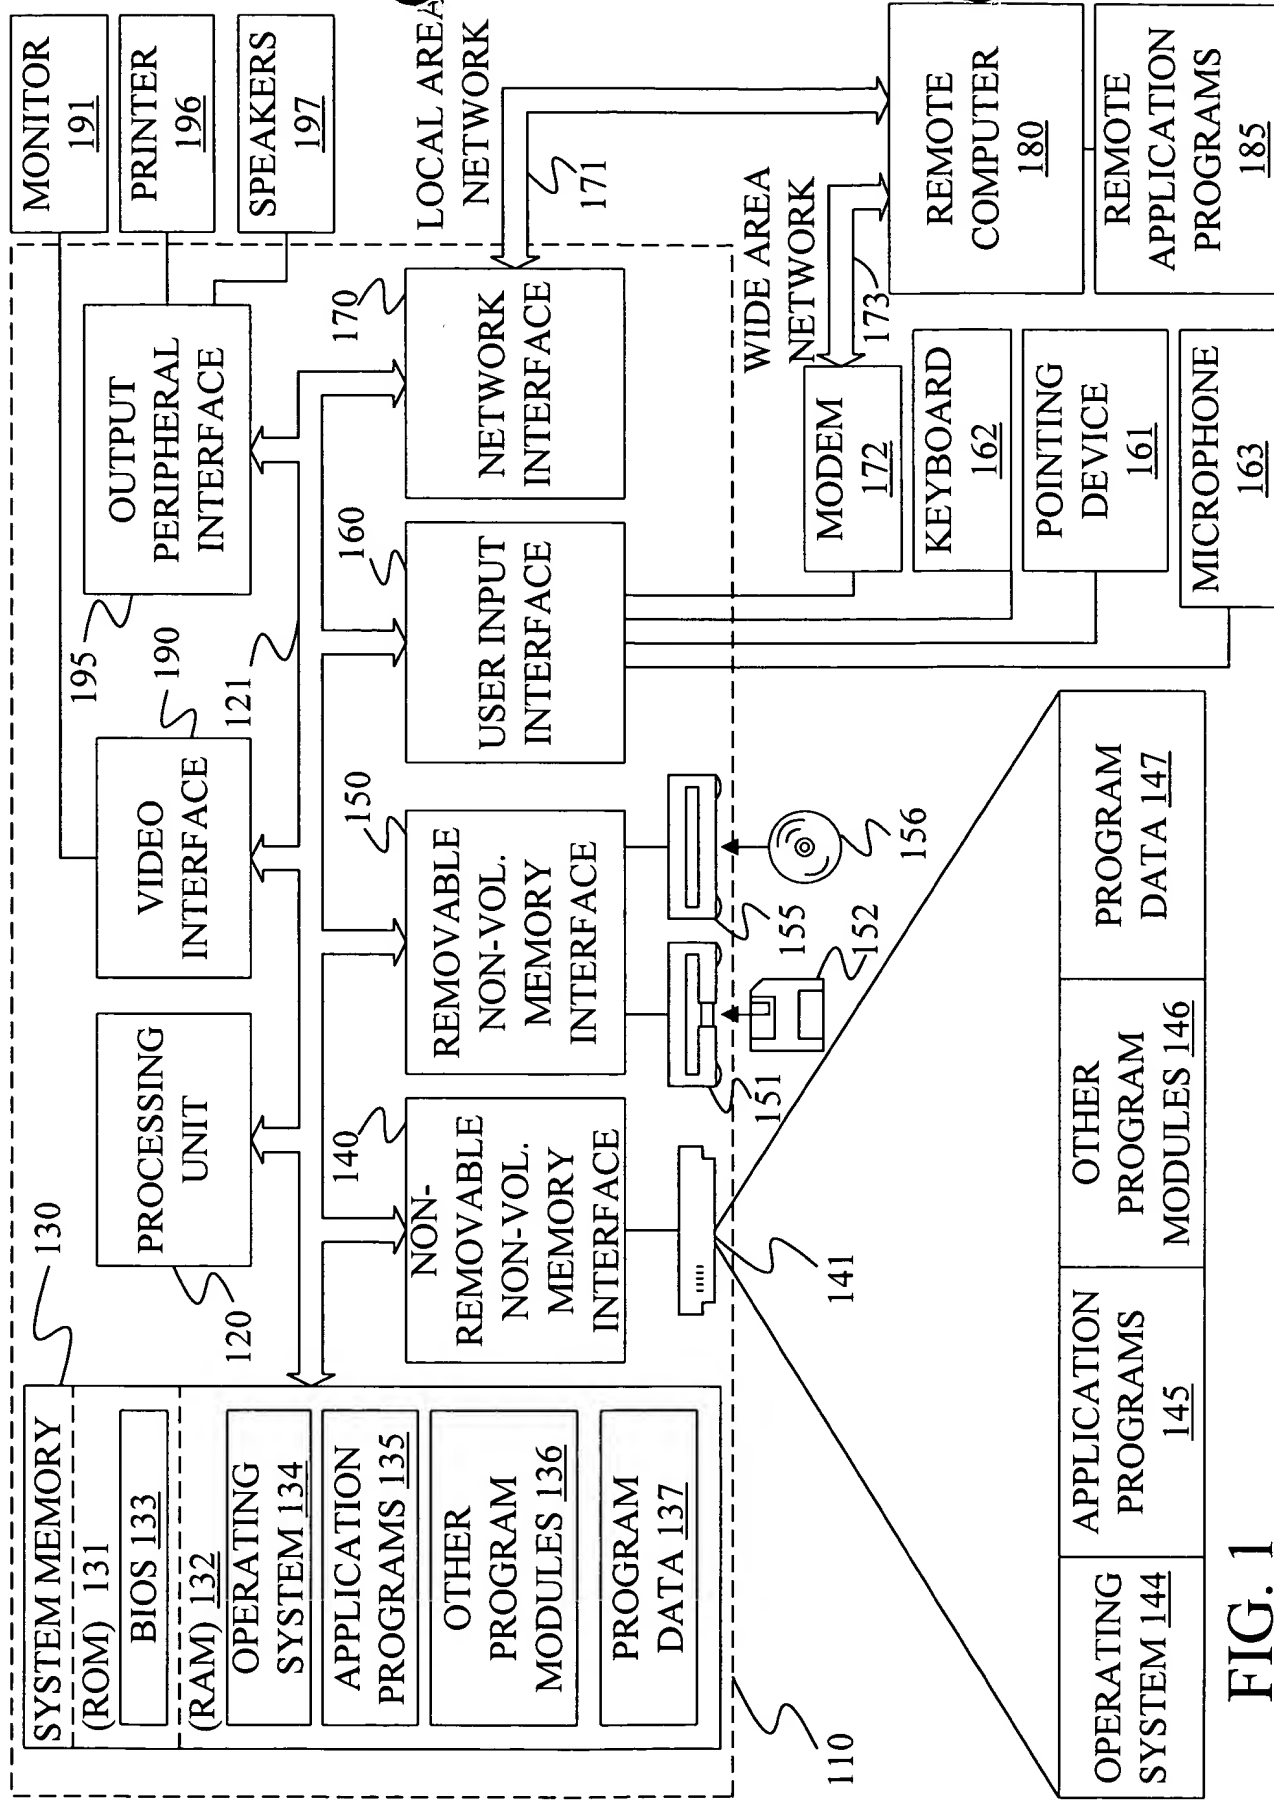 SYSTEM MEMORY
130
(ROM) 131
BIOS 133
(RAM) 132
OPERATING
SYSTEM 134
APPLICATION
PROGRAMS 135
OTHER
PROGRAM
MODULES 136
PROGRAM
DATA 137
110
PROCESSING
UNIT
120
VIDEO
INTERFACE
190
121
OUTPUT
PERIPHERAL
INTERFACE
195
MONITOR
191
PRINTER
196
SPEAKERS
197
NON-
REMOVABLE
NON-VOL.
MEMORY
INTERFACE
140
REMOVABLE
NON-VOL.
MEMORY
INTERFACE
150
USER INPUT
INTERFACE
160
NETWORK
INTERFACE
170
LOCAL AREA
NETWORK
171
141
151
152
155
156
WIDE AREA
NETWORK
173
MODEM
172
KEYBOARD
162
POINTING
DEVICE
161
MICROPHONE
163
REMOTE
COMPUTER
180
REMOTE
APPLICATION
PROGRAMS
185
OPERATING
SYSTEM 144
APPLICATION
PROGRAMS
145
OTHER
PROGRAM
MODULES 146
PROGRAM
DATA 147
FIG. 1